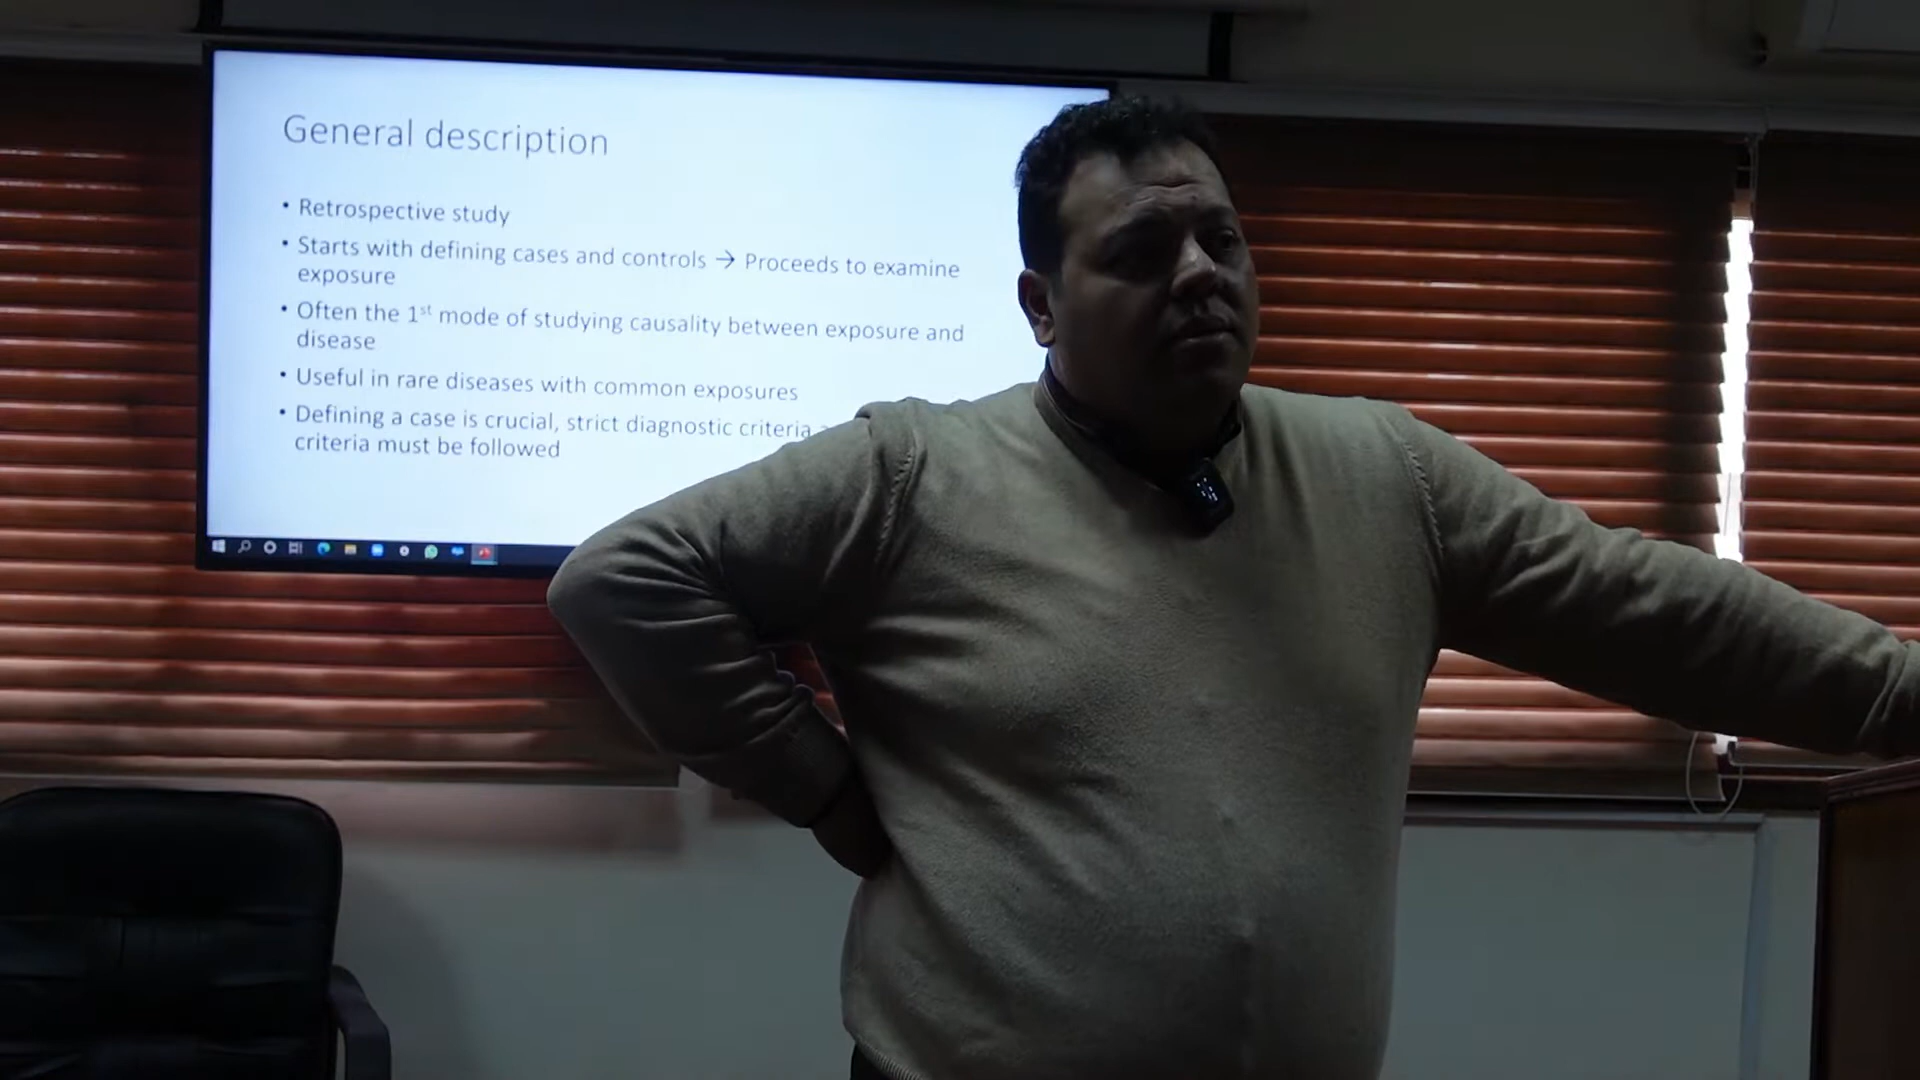 General description
• Retrospective study
• Starts with defining cases and controls → Proceeds to examine
exposure
• Often the 1st mode of studying causality between exposure and
disease
• Useful in rare diseases with common exposures
• Defining a case is crucial, strict diagnostic criteria
criteria must be followed